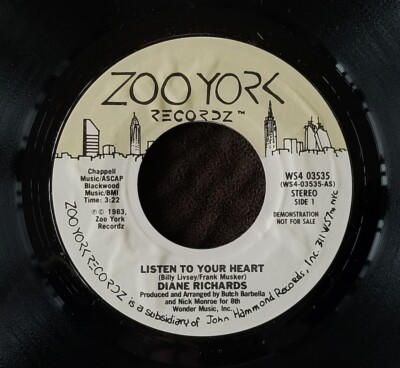 ZOO YORK
RECORDZ™
Chappell
Music/ASCAP
Blackwood
Music/BMI
Time: 3:22
℗ © 1983,
Zoo York
Recordz
WS4 03535
(WS4-03535-AS)
STEREO
SIDE 1
DEMONSTRATION
NOT FOR SALE
LISTEN TO YOUR HEART
(Billy Livsey/Frank Musker)
DIANE RICHARDS
Produced and Arranged by Butch Barbella
and Nick Monroe for 8th
Wonder Music, Inc.
ZOO YORK RECORDZ is a subsidiary of John Hammond Records, Inc 311 W57th NYC